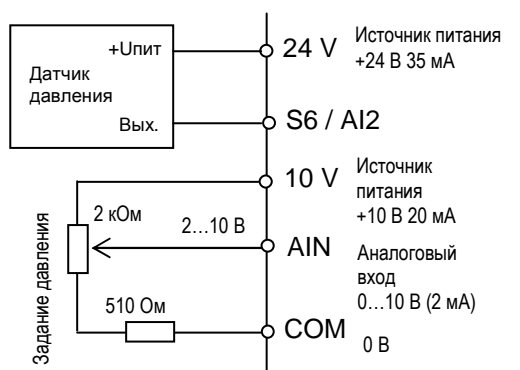 +Uпит
24 V
Источник питания
+24 В 35 мА
Датчик
давления
Вых.
S6 / AI2
10 V
Источник
питания
+10 В 20 мА
2 кОм
2…10 В
AIN
Аналоговый
вход
0…10 В (2 мА)
Задание давления
510 Ом
COM
0 В